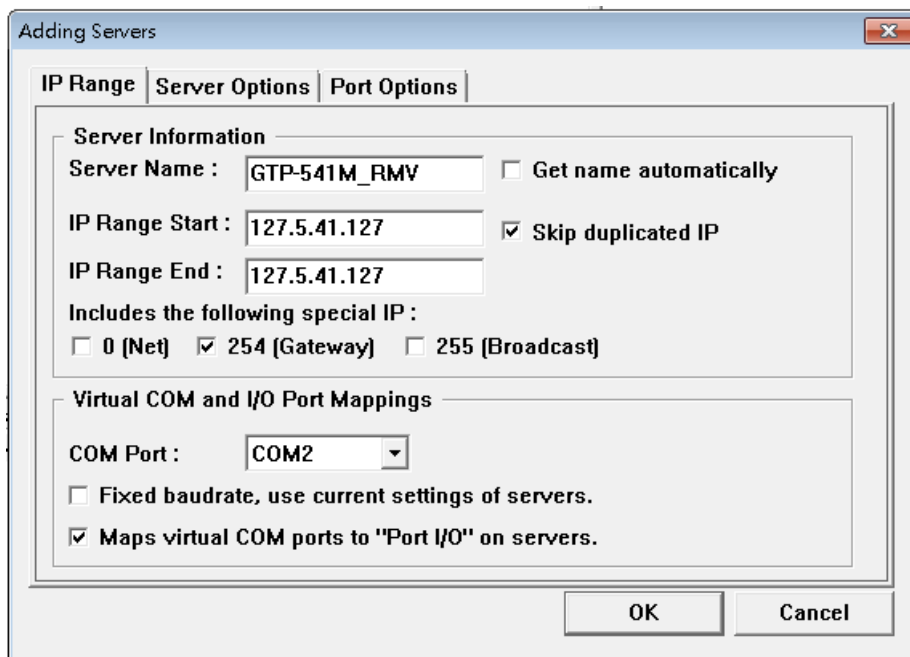 Adding Servers
IP Range Server Options Port Options
Server Information
Server Name : GTP-541M_RMV Get name automatically
IP Range Start : 127.5.41.127 Skip duplicated IP
IP Range End : 127.5.41.127
Includes the following special IP :
0 (Net) 254 (Gateway) 255 (Broadcast)
Virtual COM and I/O Port Mappings
COM Port : COM2
Fixed baudrate, use current settings of servers.
Maps virtual COM ports to "Port I/O" on servers.
OK Cancel